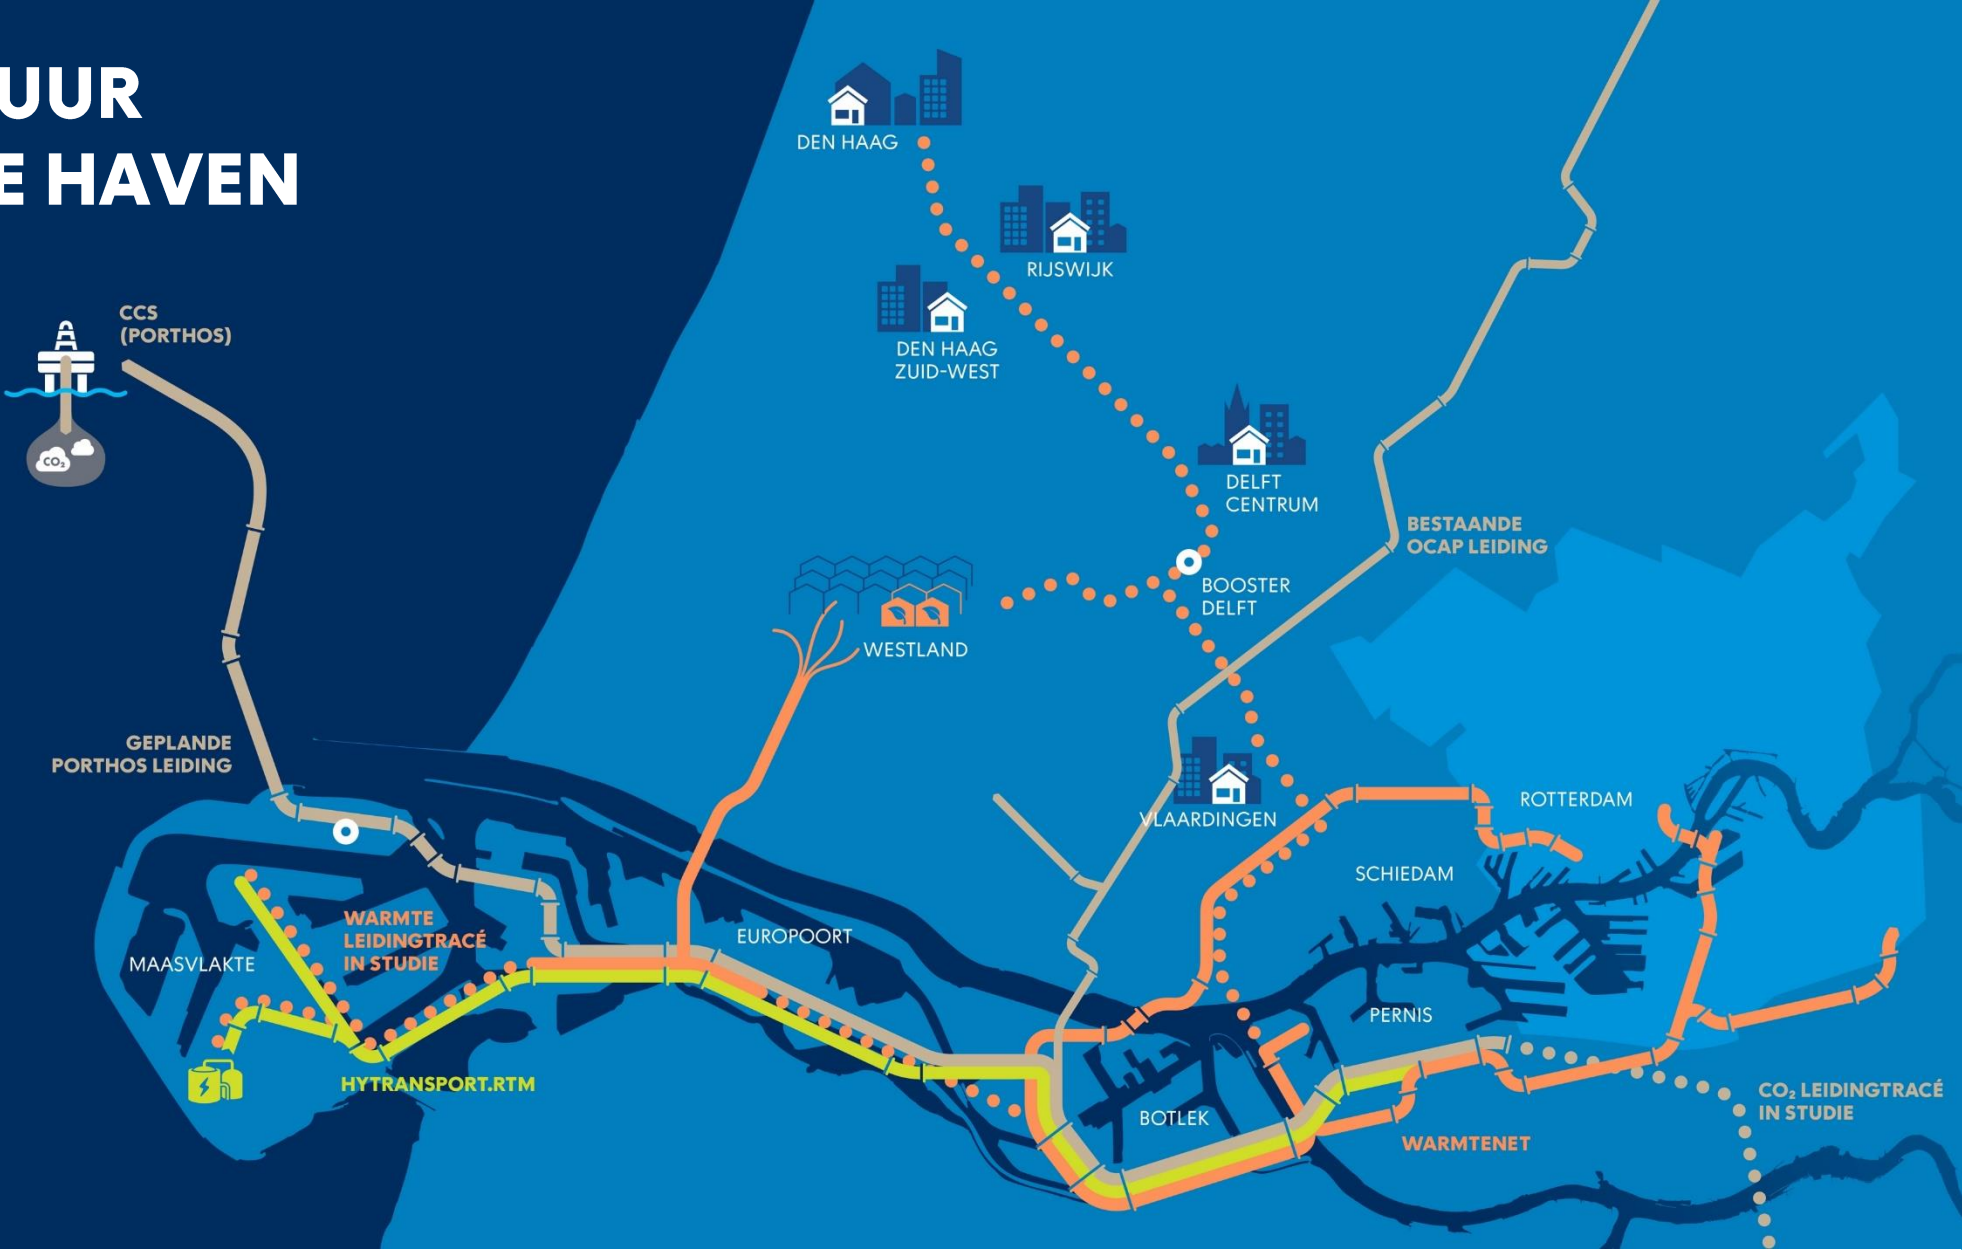 UUR
E HAVEN
DEN HAAG
RIJSWIJK
CCS
(PORTHOS)
DEN HAAG
ZUID-WEST
CO₂
DELFT
CENTRUM
BESTAANDE
OCAP LEIDING
BOOSTER
DELFT
WESTLAND
GEPLANDE
PORTHOS LEIDING
VLAARDINGEN
ROTTERDAM
SCHIEDAM
WARMTE
LEIDINGTRACÉ
IN STUDIE
EUROPOORT
MAASVLAKTE
PERNIS
HYTRANSPORT.RTM
CO₂ LEIDINGTRACÉ
IN STUDIE
BOTLEK
WARMTENET